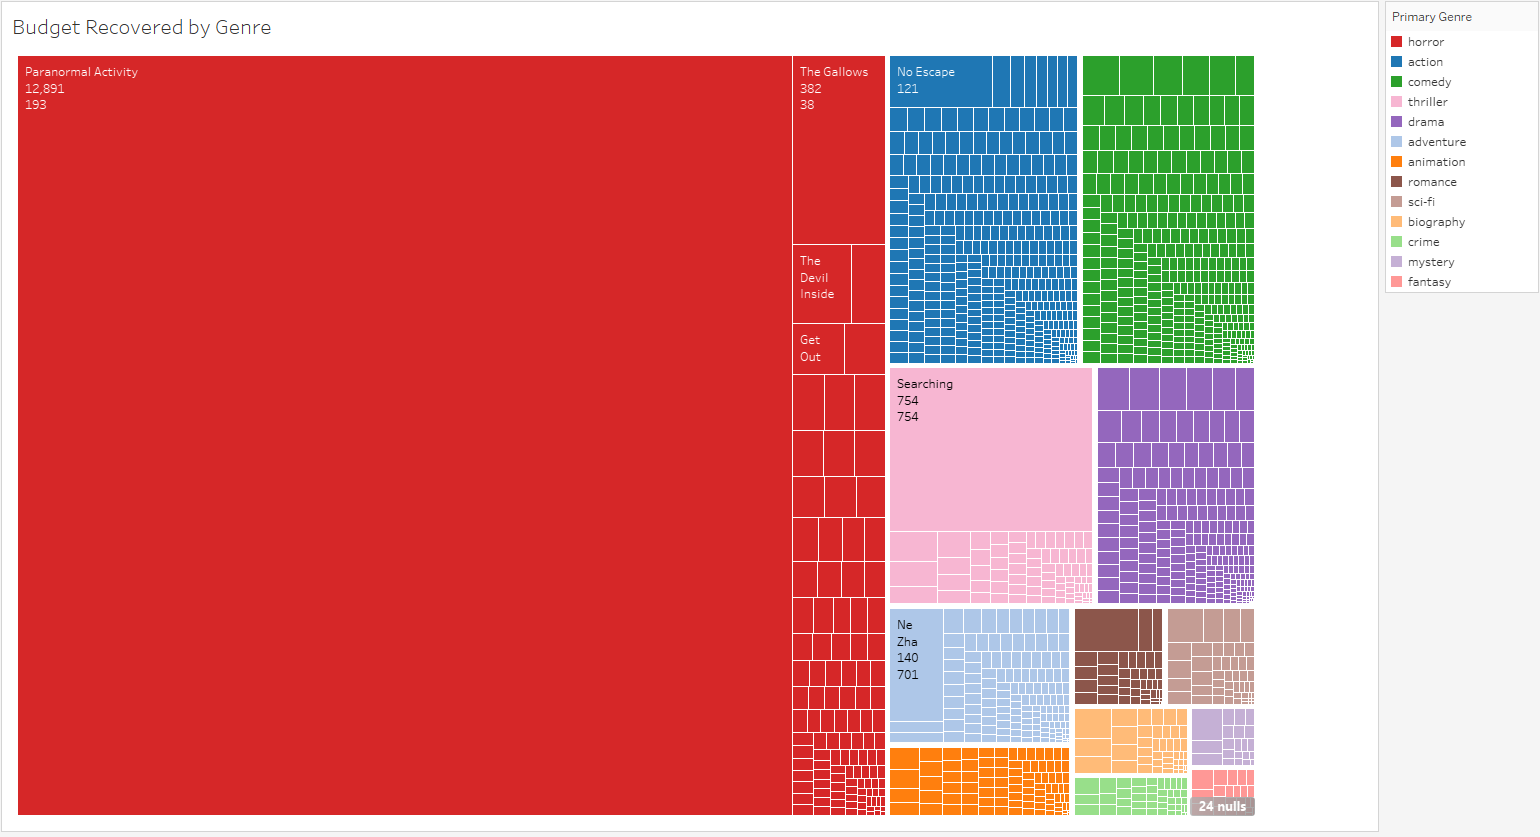 Budget Recovered by Genre
Paranormal Activity
12,891
193
The Gallows
382
38
The
Devil
Inside
Get
Out
No Escape
121
Searching
754
754
Ne
Zha
140
701
24 nulls
Primary Genre
horror
action
comedy
thriller
drama
adventure
animation
romance
sci-fi
biography
crime
mystery
fantasy